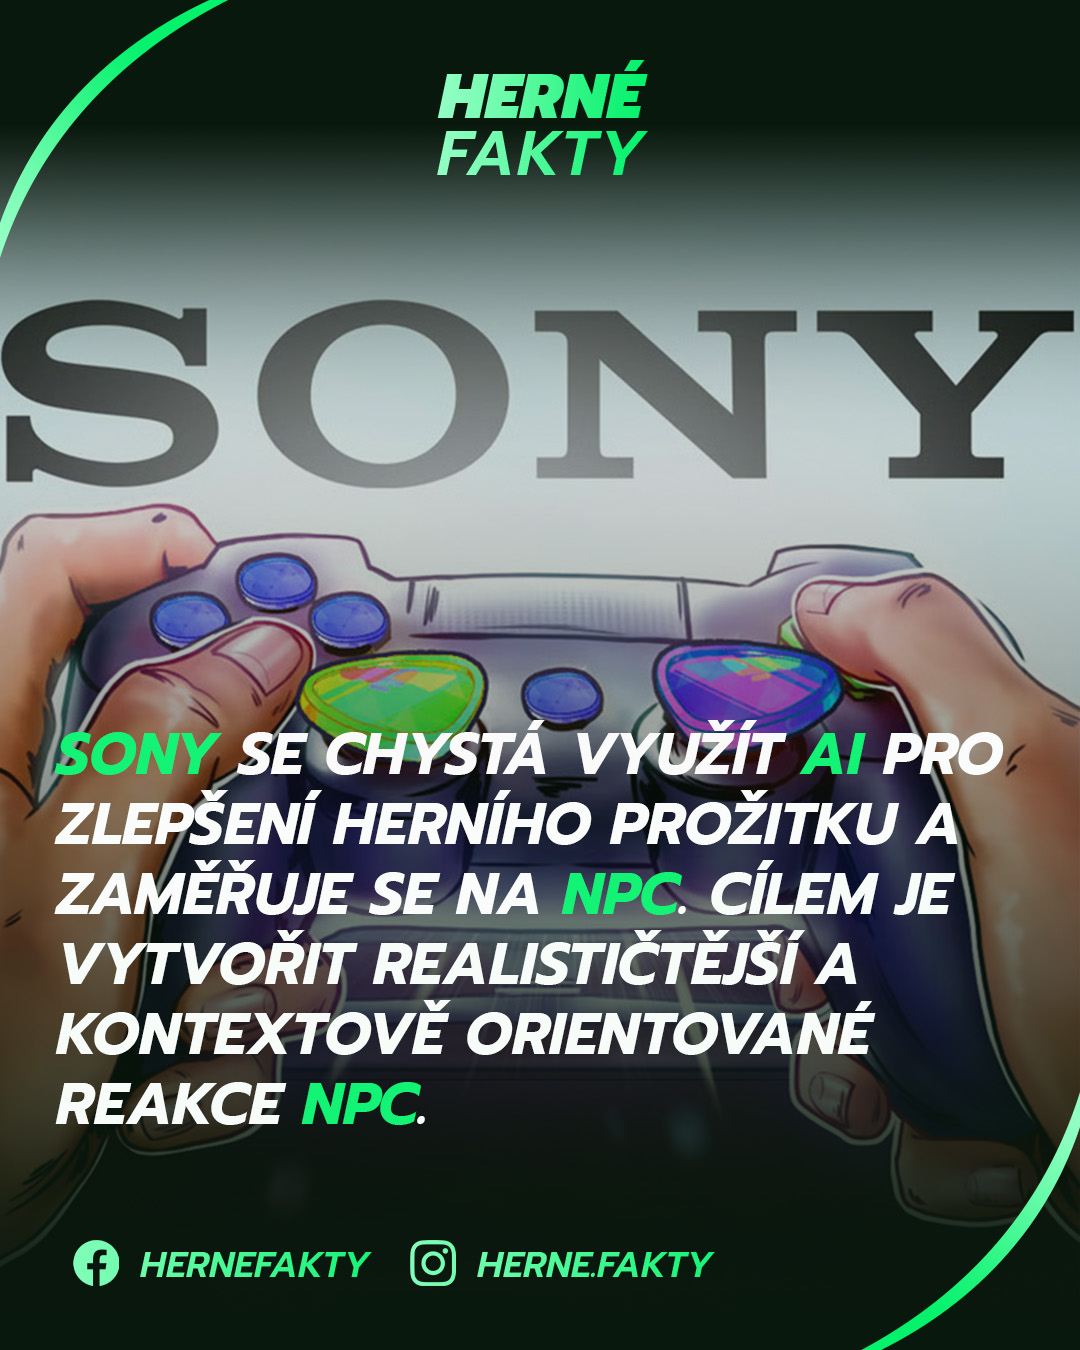 HERNÉ
FAKTY
SONY
SONY SE CHYSTÁ VYUŽÍT AI PRO
ZLEPŠENÍ HERNÍHO PROŽITKU A
ZAMĚŘUJE SE NA NPC. CÍLEM JE
VYTVOŘIT REALISTIČTĚJŠÍ A
KONTEXTOVĚ ORIENTOVANÉ
REAKCE NPC.
HERNEFAKTY HERNE.FAKTY